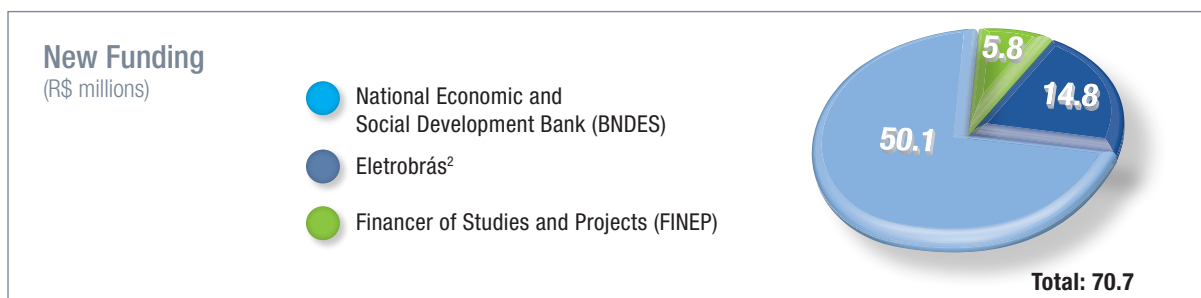 New Funding
(R$ millions)
National Economic and
Social Development Bank (BNDES)
Eletrobrás²
Financer of Studies and Projects (FINEP)
5.8
14.8
50.1
Total: 70.7